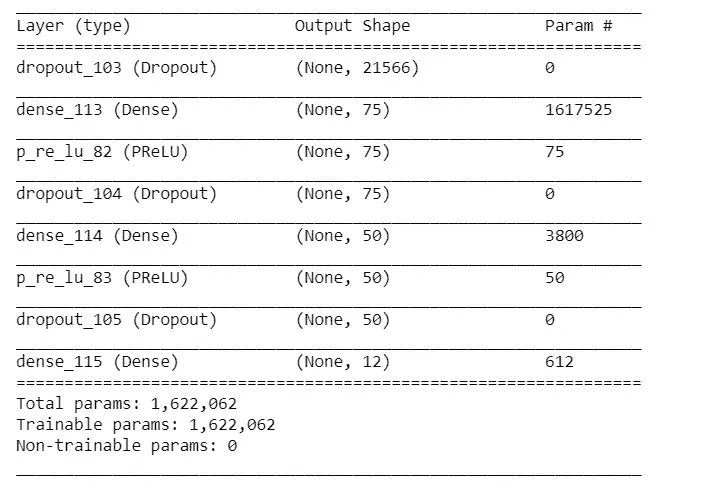 Layer (type) Output Shape Param #
=================================================================
dropout_103 (Dropout) (None, 21566) 0
dense_113 (Dense) (None, 75) 1617525
p_re_lu_82 (PReLU) (None, 75) 75
dropout_104 (Dropout) (None, 75) 0
dense_114 (Dense) (None, 50) 3800
p_re_lu_83 (PReLU) (None, 50) 50
dropout_105 (Dropout) (None, 50) 0
dense_115 (Dense) (None, 12) 612
=================================================================
Total params: 1,622,062
Trainable params: 1,622,062
Non-trainable params: 0